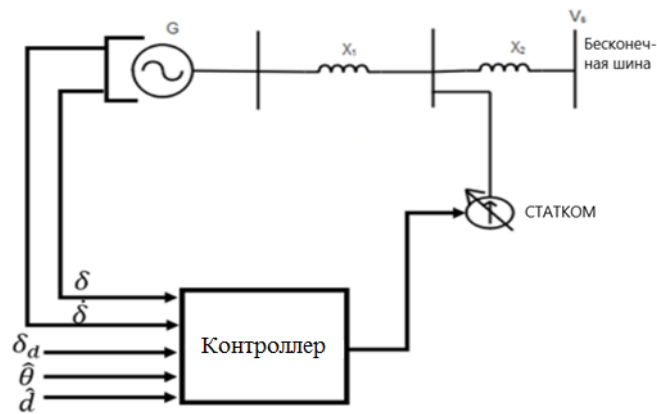 G
X₁
X₂
Vₛ
Бесконеч-
ная шина
СТАТКОМ
δ
δ̇
δ_d
θ̂
d̂
Контроллер